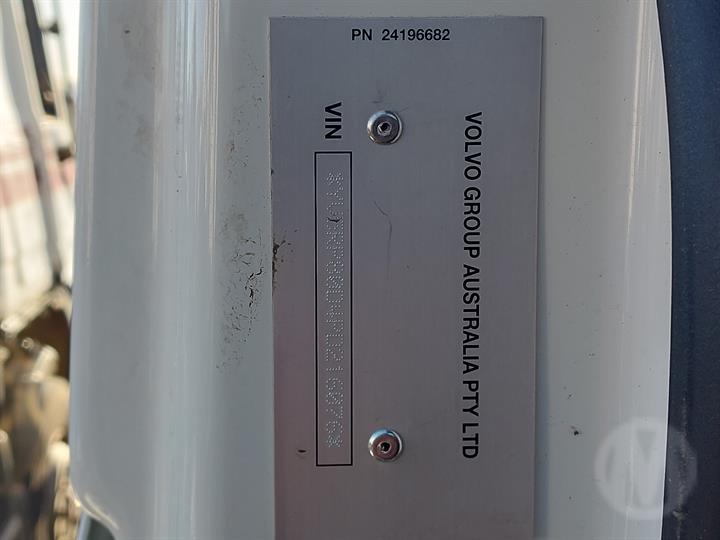 PN 24196682
VOLVO GROUP AUSTRALIA PTY LTD
VIN